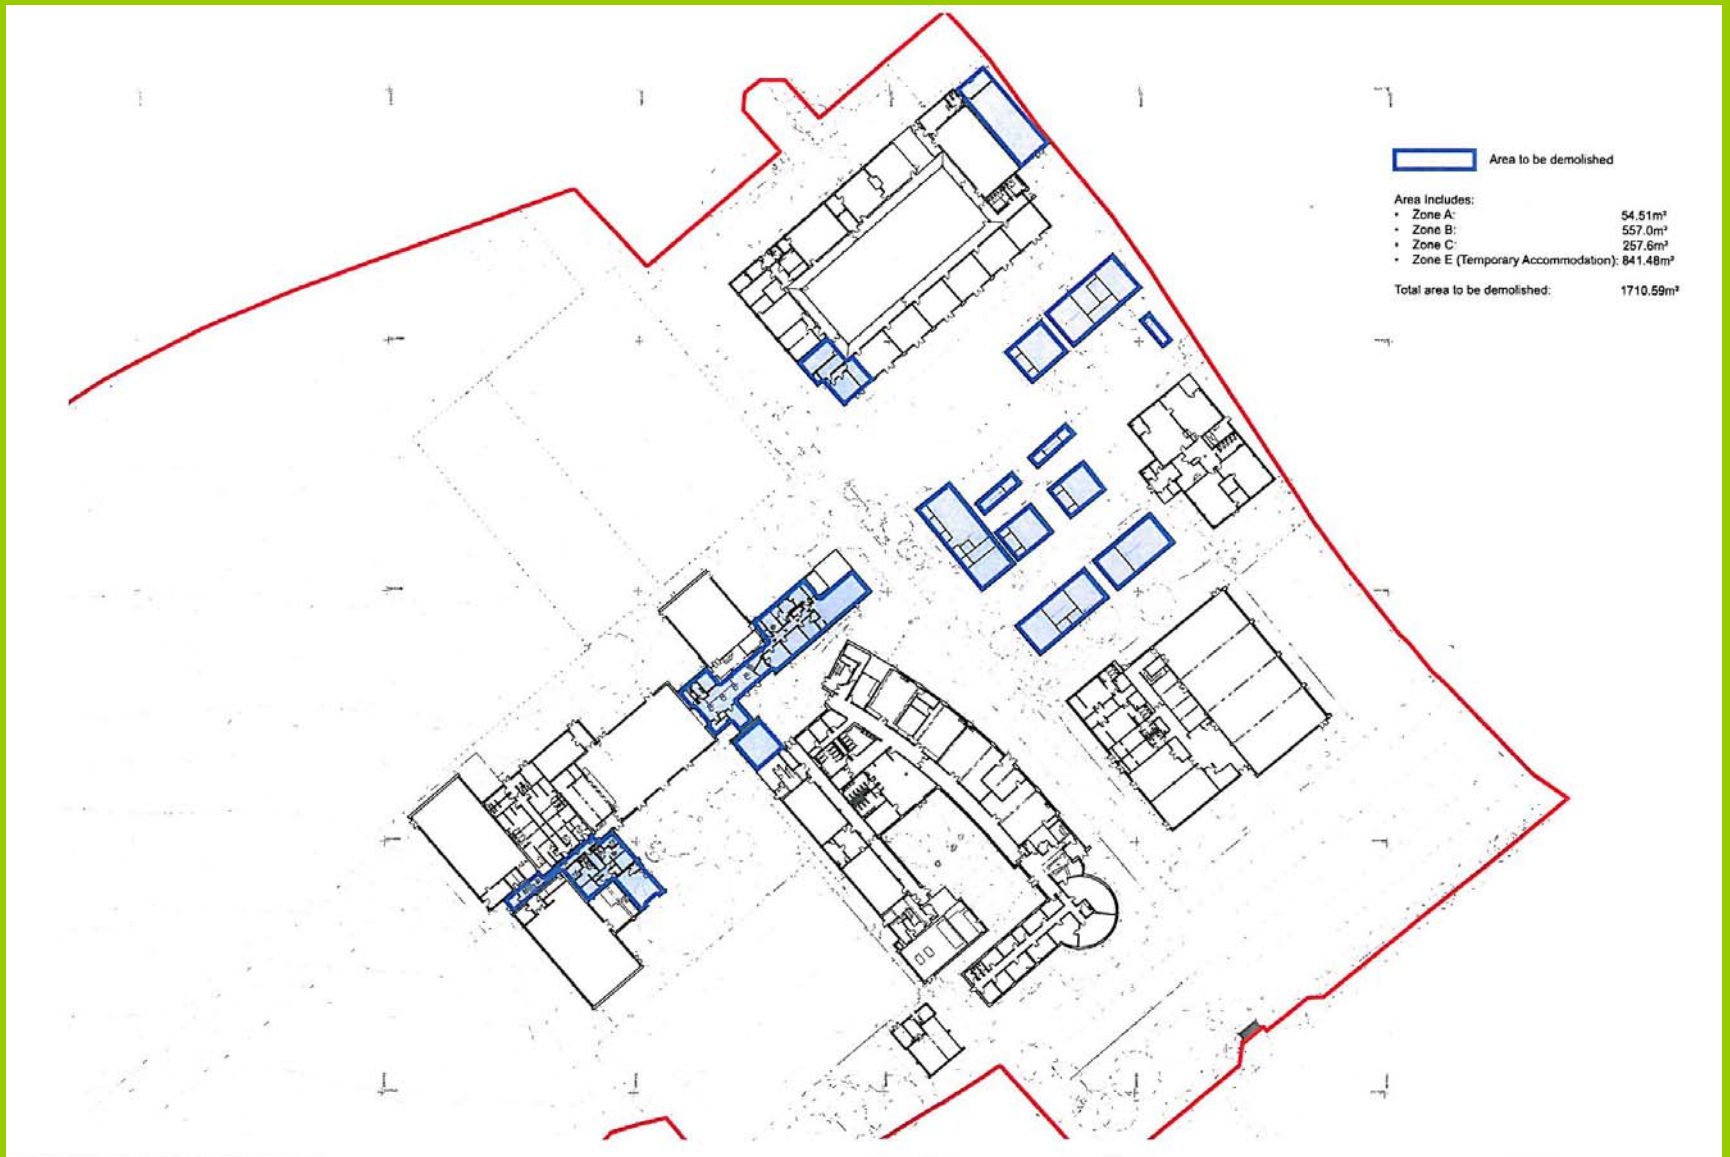 Area to be demolished
Area Includes:
• Zone A: 54.51m²
• Zone B: 557.0m²
• Zone C: 257.6m²
• Zone E (Temporary Accommodation): 841.48m²
Total area to be demolished: 1710.59m²